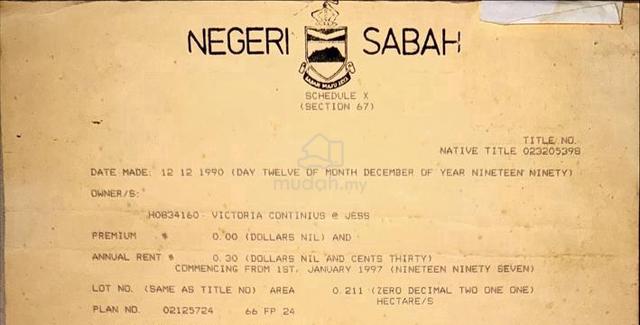 NEGERI SABAH
SABAH MAJU JAYA
SCHEDULE X
(SECTION 67)
TITLE NO.
NATIVE TITLE 023205398
DATE MADE: 12 12 1990 (DAY TWELVE OF MONTH DECEMBER OF YEAR NINETEEN NINETY)
mudah.my
OWNER/S:
H0834160 VICTORIA CONTINIUS @ JESS
PREMIUM $ 0.00 (DOLLARS NIL) AND
ANNUAL RENT $ 0.30 (DOLLARS NIL AND CENTS THIRTY)
COMMENCING FROM 1ST, JANUARY 1997 (NINETEEN NINETY SEVEN)
LOT NO. (SAME AS TITLE NO) AREA 0.211 (ZERO DECIMAL TWO ONE ONE)
HECTARE/S
PLAN NO. 02125724 66 FP 24